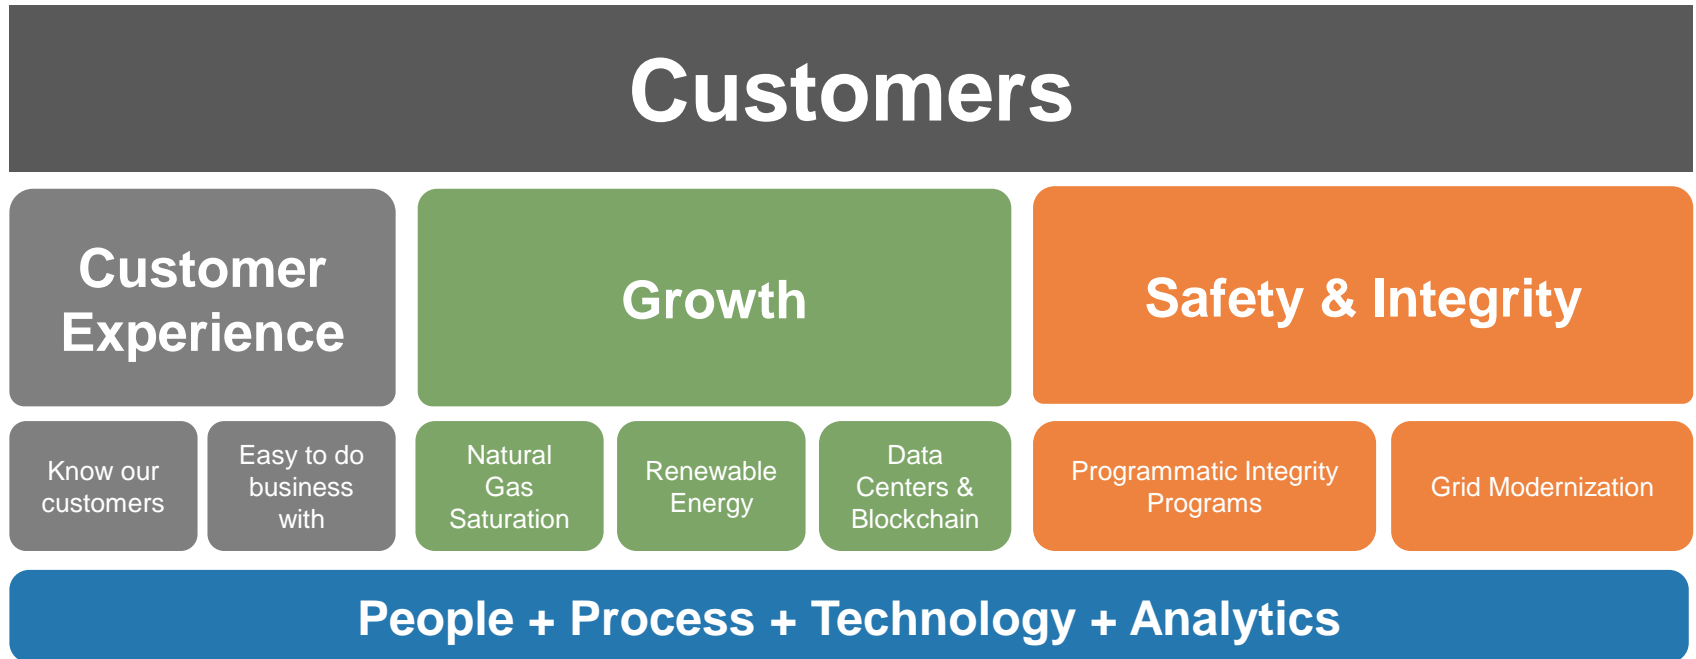 Customers
Customer
Experience
Growth
Safety & Integrity
Know our
customers
Easy to do
business
with
Natural
Gas
Saturation
Renewable
Energy
Data
Centers &
Blockchain
Programmatic Integrity
Programs
Grid Modernization
People + Process + Technology + Analytics